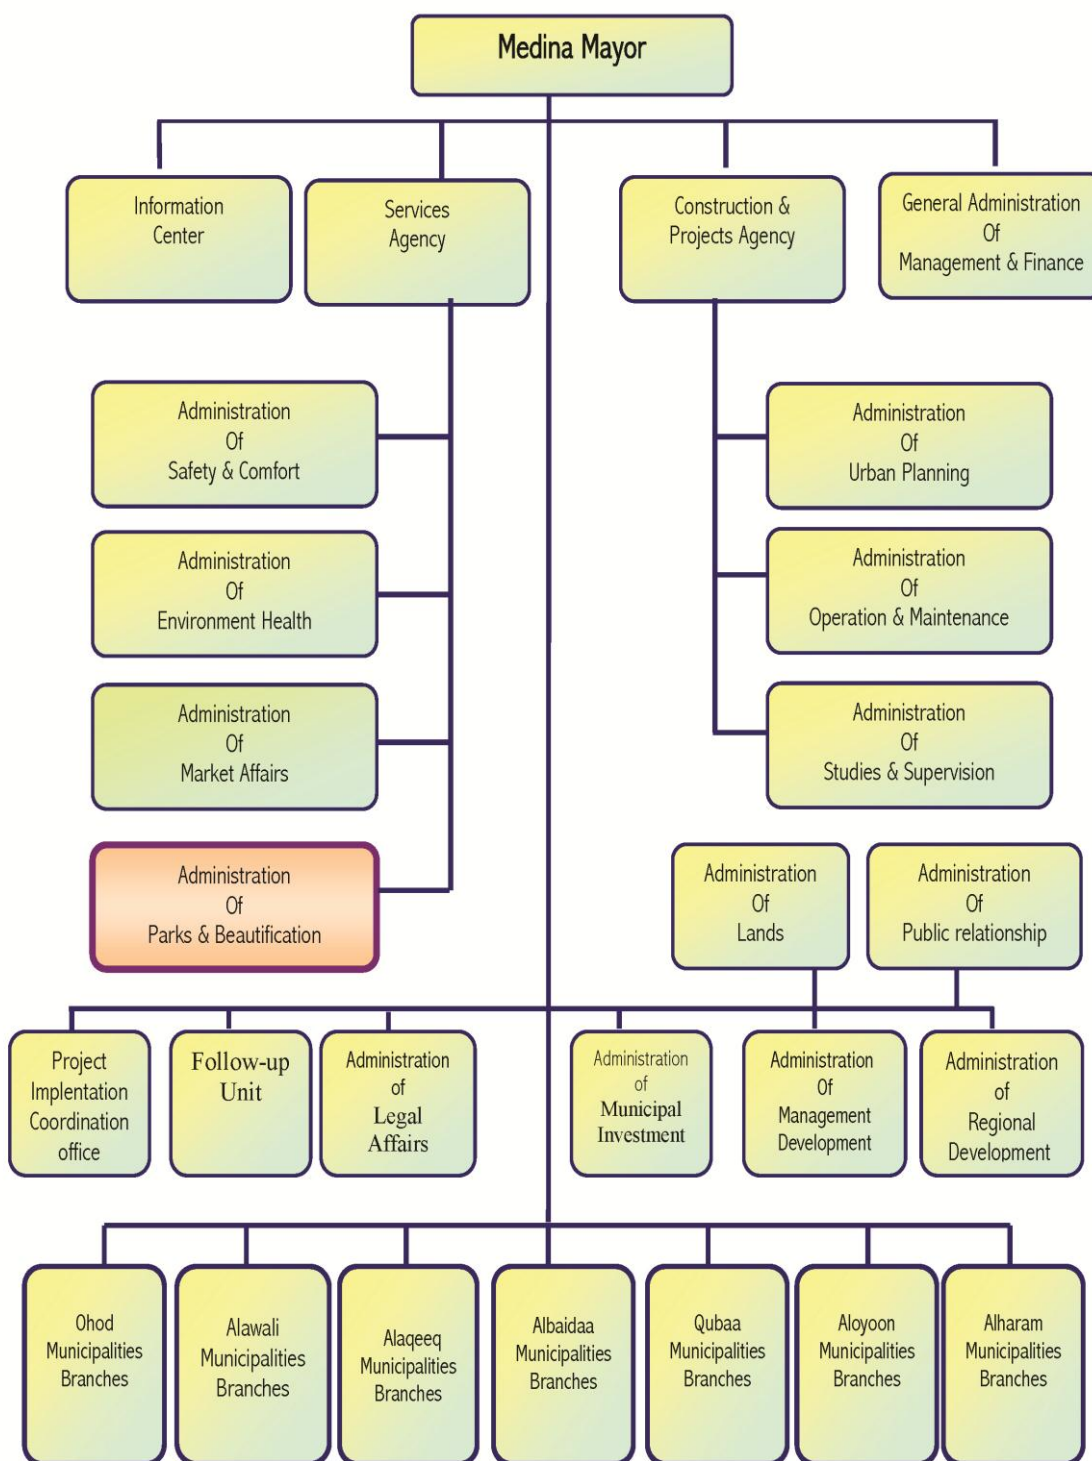 Medina Mayor
Information
Center
Services
Agency
Construction &
Projects Agency
General Administration
Of
Management & Finance
Administration
Of
Safety & Comfort
Administration
Of
Urban Planning
Administration
Of
Environment Health
Administration
Of
Operation & Maintenance
Administration
Of
Market Affairs
Administration
Of
Studies & Supervision
Administration
Of
Parks & Beautification
Administration
Of
Lands
Administration
Of
Public relationship
Project
Implentation
Coordination
office
Follow-up
Unit
Administration
of
Legal
Affairs
Administration
of
Municipal
Investment
Administration
Of
Management
Development
Administration
of
Regional
Development
Ohod
Municipalities
Branches
Alawali
Municipalities
Branches
Alaqeeq
Municipalities
Branches
Albaidaa
Municipalities
Branches
Qubaa
Municipalities
Branches
Aloyoon
Municipalities
Branches
Alharam
Municipalities
Branches